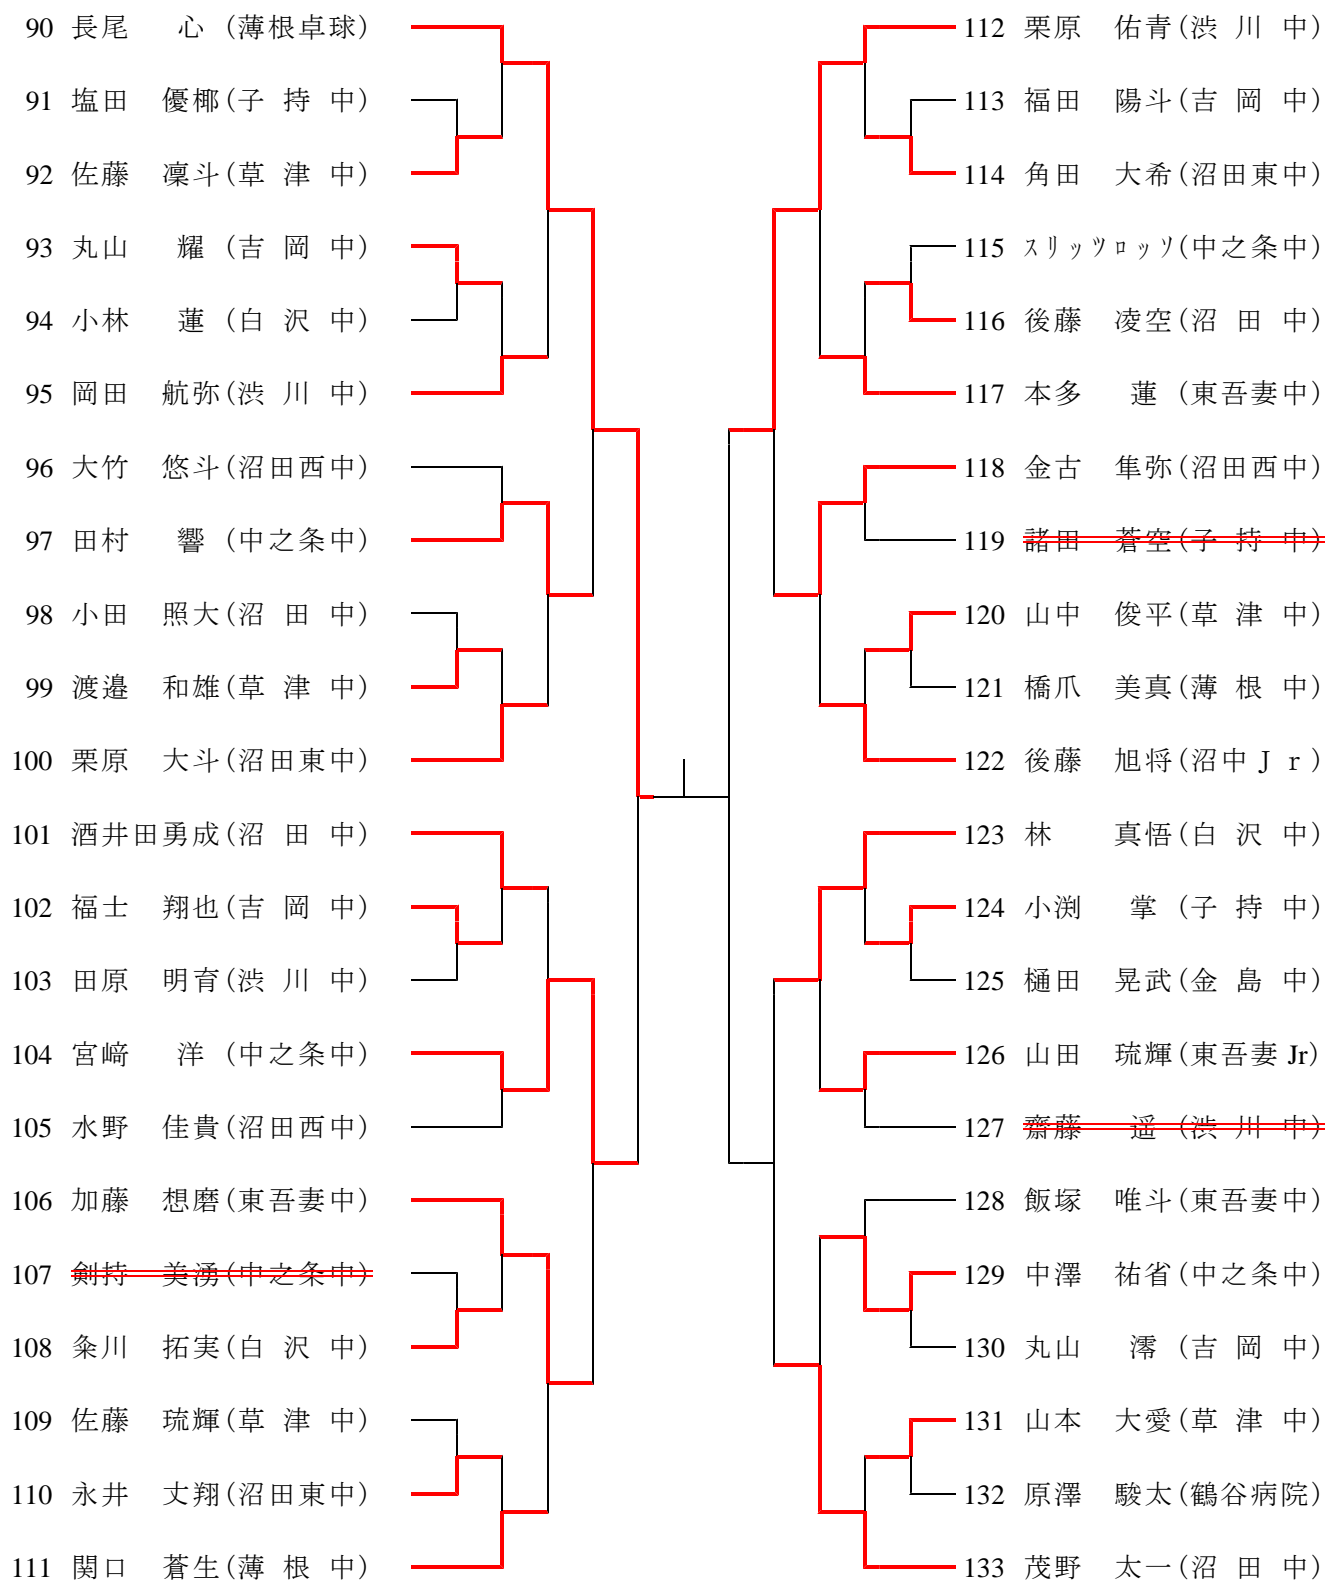 90 長尾 心 (薄根卓球)
91 塩田 優椰(子 持 中)
92 佐藤 凜斗(草 津 中)
93 丸山 耀 (吉 岡 中)
94 小林 蓮 (白 沢 中)
95 岡田 航弥(渋 川 中)
96 大竹 悠斗(沼田西中)
97 田村 響 (中之条中)
98 小田 照大(沼 田 中)
99 渡邉 和雄(草 津 中)
100 栗原 大斗(沼田東中)
101 酒井田勇成(沼 田 中)
102 福士 翔也(吉 岡 中)
103 田原 明育(渋 川 中)
104 宮﨑 洋 (中之条中)
105 水野 佳貴(沼田西中)
106 加藤 想磨(東吾妻中)
107 剣持 美湧(中之条中)
108 粂川 拓実(白 沢 中)
109 佐藤 琉輝(草 津 中)
110 永井 丈翔(沼田東中)
111 関口 蒼生(薄 根 中)
112 栗原 佑青(渋 川 中)
113 福田 陽斗(吉 岡 中)
114 角田 大希(沼田東中)
115 スリッツロッソ(中之条中)
116 後藤 凌空(沼 田 中)
117 本多 蓮 (東吾妻中)
118 金古 隼弥(沼田西中)
119 諸田 蒼空(子 持 中)
120 山中 俊平(草 津 中)
121 橋爪 美真(薄 根 中)
122 後藤 旭将(沼中Ｊｒ)
123 林 真悟(白 沢 中)
124 小渕 掌 (子 持 中)
125 樋田 晃武(金 島 中)
126 山田 琉輝(東吾妻Jr)
127 齋藤 遥 (渋 川 中)
128 飯塚 唯斗(東吾妻中)
129 中澤 祐省(中之条中)
130 丸山 澪 (吉 岡 中)
131 山本 大愛(草 津 中)
132 原澤 駿太(鶴谷病院)
133 茂野 太一(沼 田 中)